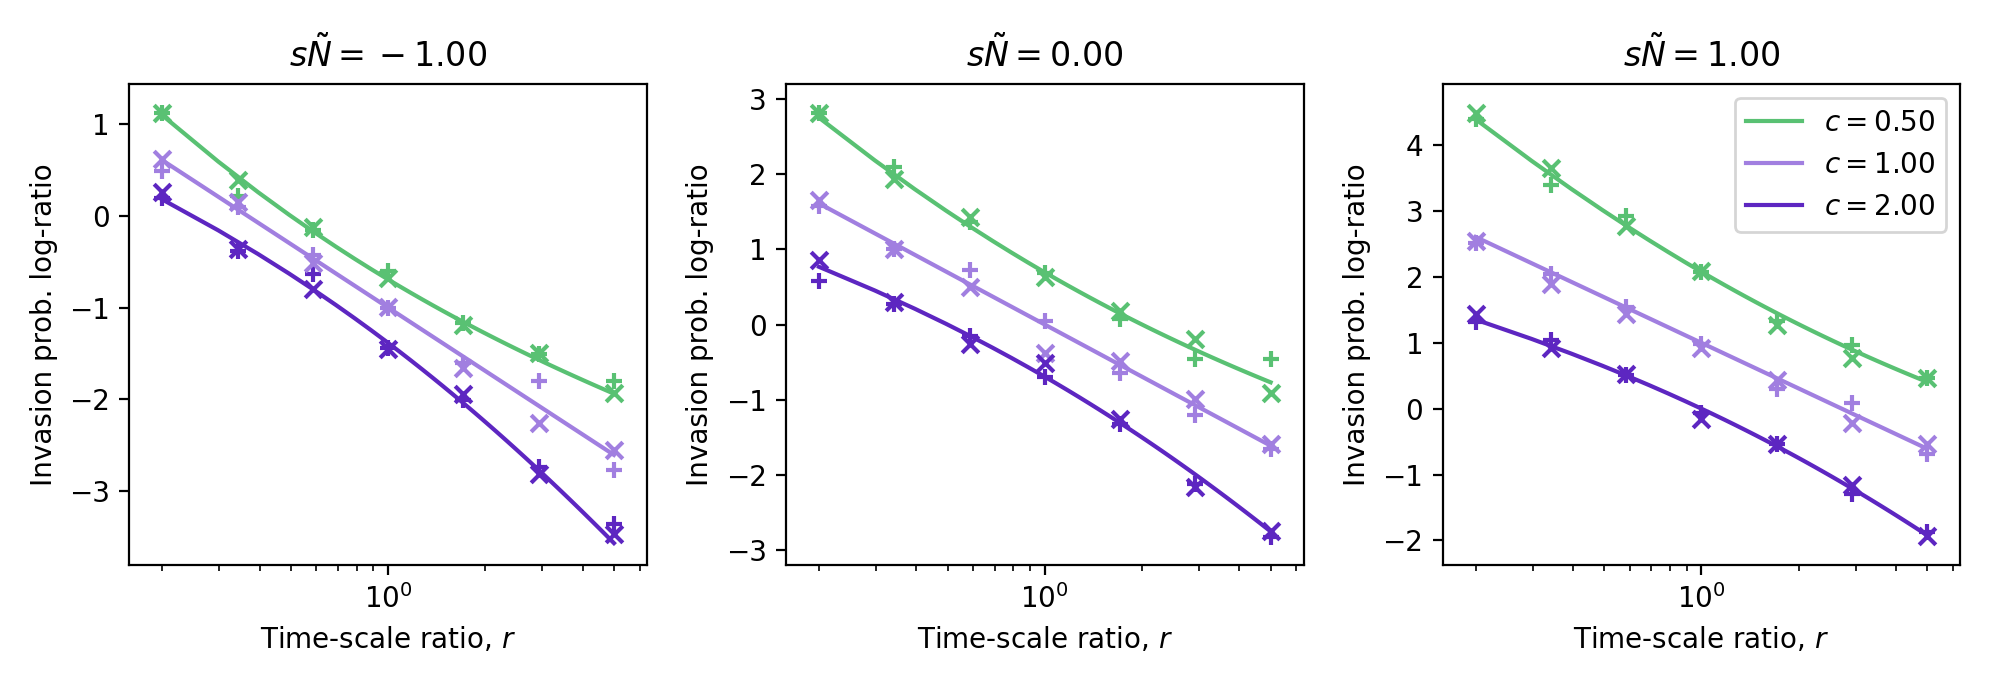 sÑ = −1.00
sÑ = 0.00
sÑ = 1.00
Invasion prob. log-ratio
1
0
−1
−2
−3
10⁰
Time-scale ratio, r
Invasion prob. log-ratio
3
2
1
0
−1
−2
−3
10⁰
Time-scale ratio, r
Invasion prob. log-ratio
4
3
2
1
0
−1
−2
10⁰
Time-scale ratio, r
c = 0.50
c = 1.00
c = 2.00